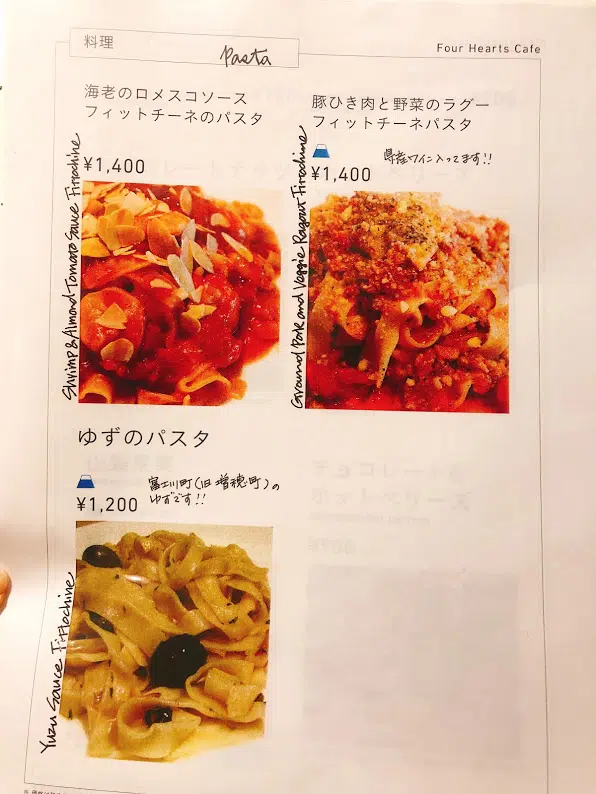 料理
Pasta
Four Hearts Cafe
海老のロメスコソース
フィットチーネのパスタ
¥1,400
Shrimp & Almond Tomato Sauce Fittochine
豚ひき肉と野菜のラグー
フィットチーネパスタ
県産ワイン入ってます!!
¥1,400
Ground Pork and Veggie Ragout Fittochine
ゆずのパスタ
富士川町(旧増穂町)の
ゆずです!!
¥1,200
Yuzu Sauce Fittochine